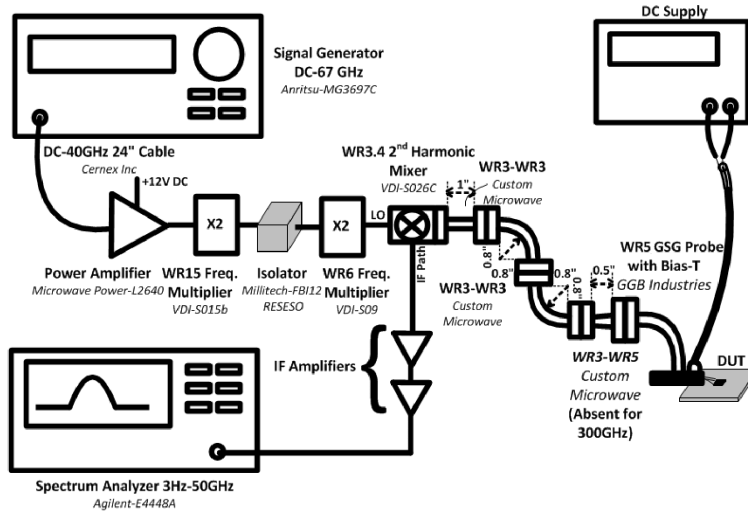 Signal Generator
DC-67 GHz
Anritsu-MG3697C
DC Supply
DC-40GHz 24" Cable
Cernex Inc
+12V DC
X2
X2
LO
IF Path
Power Amplifier
Microwave Power-L2640
WR15 Freq.
Multiplier
VDI-S015b
Isolator
Millitech-FBI12
RESESO
WR6 Freq.
Multiplier
VDI-S09
WR3.4 2nd Harmonic
Mixer
VDI-S026C
1"
WR3-WR3
Custom
Microwave
0.8"
0.8"
WR3-WR3
Custom
Microwave
0.8"
0.8"
0.5"
WR5 GSG Probe
with Bias-T
GGB Industries
WR3-WR5
Custom
Microwave
(Absent for
300GHz)
DUT
IF Amplifiers
Spectrum Analyzer 3Hz-50GHz
Agilent-E4448A